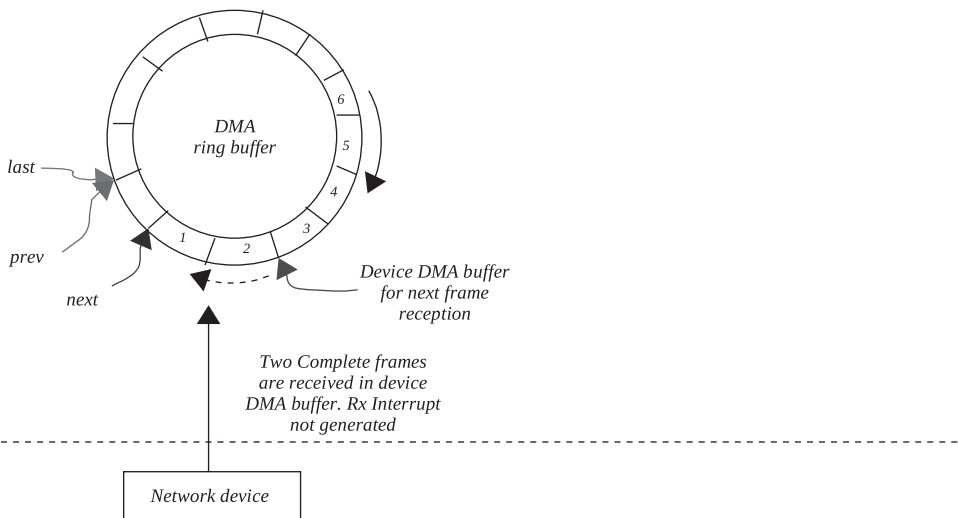 6
DMA
ring buffer
5
last
4
1
3
2
prev
next
Device DMA buffer
for next frame
reception
Two Complete frames
are received in device
DMA buffer. Rx Interrupt
not generated
Network device